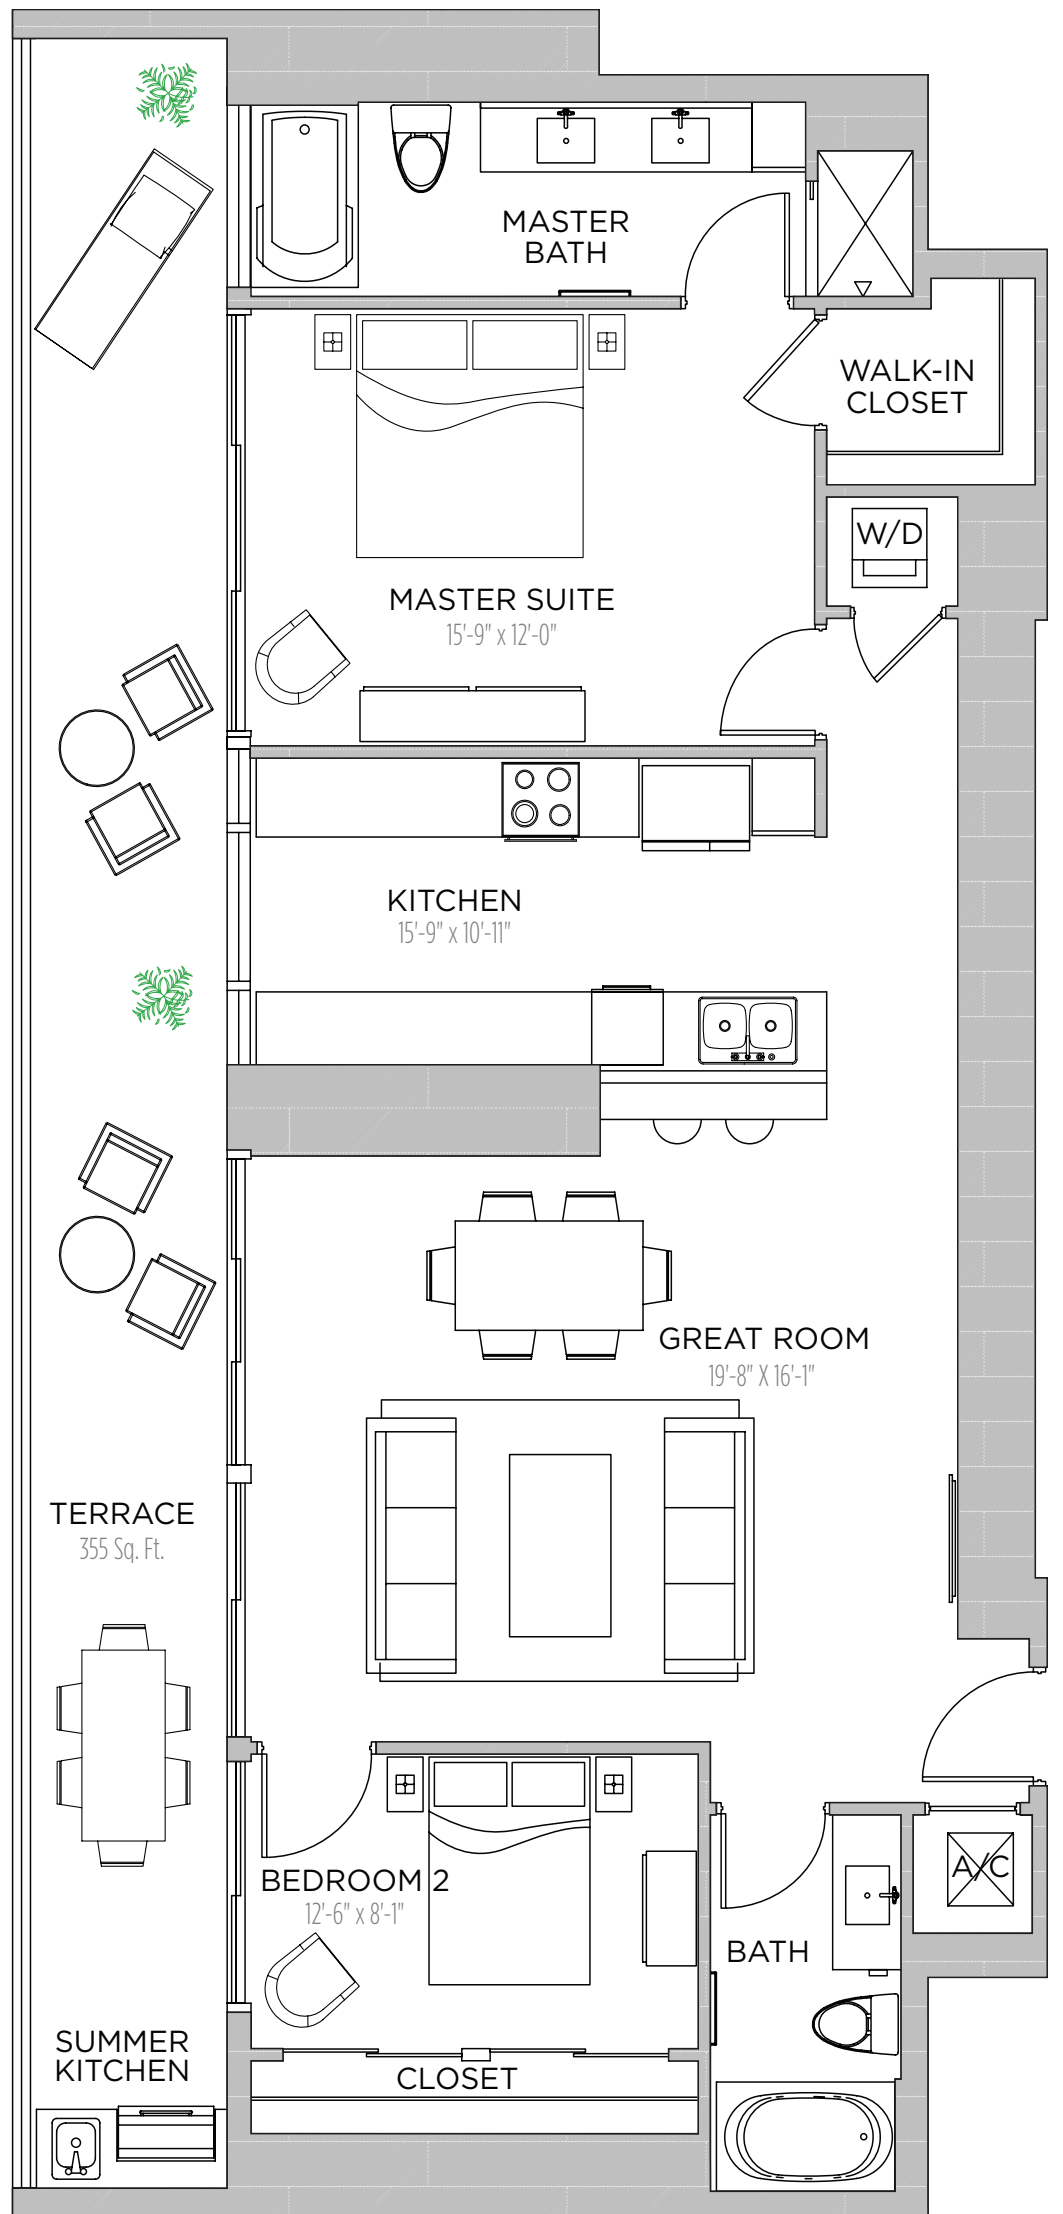 MASTER
BATH
WALK-IN
CLOSET
W/D
MASTER SUITE
15'-9" x 12'-0"
KITCHEN
15'-9" x 10'-11"
GREAT ROOM
19'-8" X 16'-1"
TERRACE
355 Sq. Ft.
BEDROOM 2
12'-6" x 8'-1"
A/C
BATH
SUMMER
KITCHEN
CLOSET